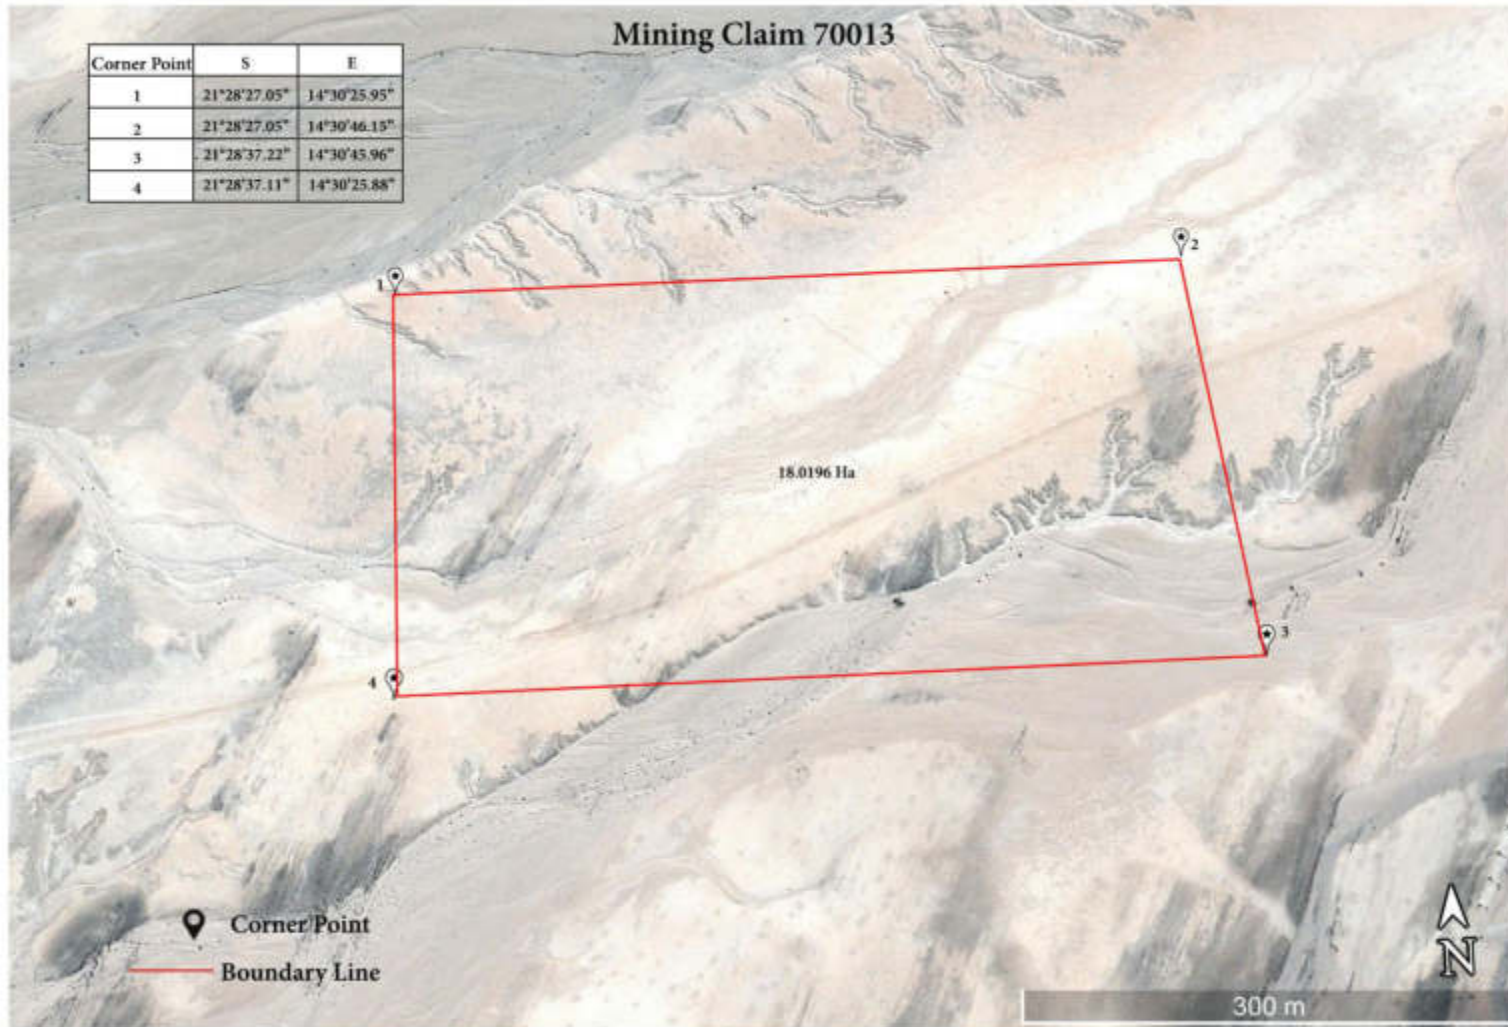 Mining Claim 70013
Corner Point S E
1 21°28'27.05" 14°30'25.95"
2 21°28'27.05" 14°30'46.15"
3 21°28'37.22" 14°30'45.96"
4 21°28'37.11" 14°30'25.88"
1
2
18.0196 Ha
3
4
Corner Point
Boundary Line
N
300 m